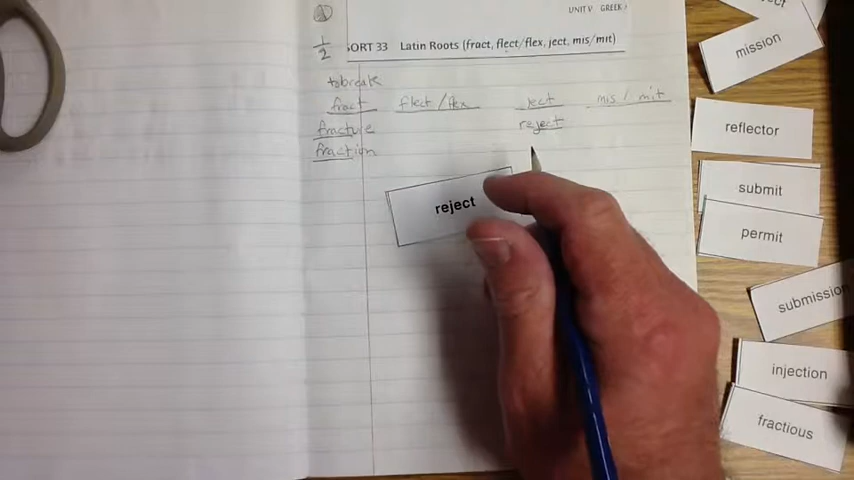 UNIT V GREEK
SORT 33 Latin Roots (fract, flect/flex, ject, mis/mit)
1/2
to break
fract flect/flex ject mis/mit
fracture reject
fraction
reject
mission
reflector
submit
permit
submission
injection
fractious